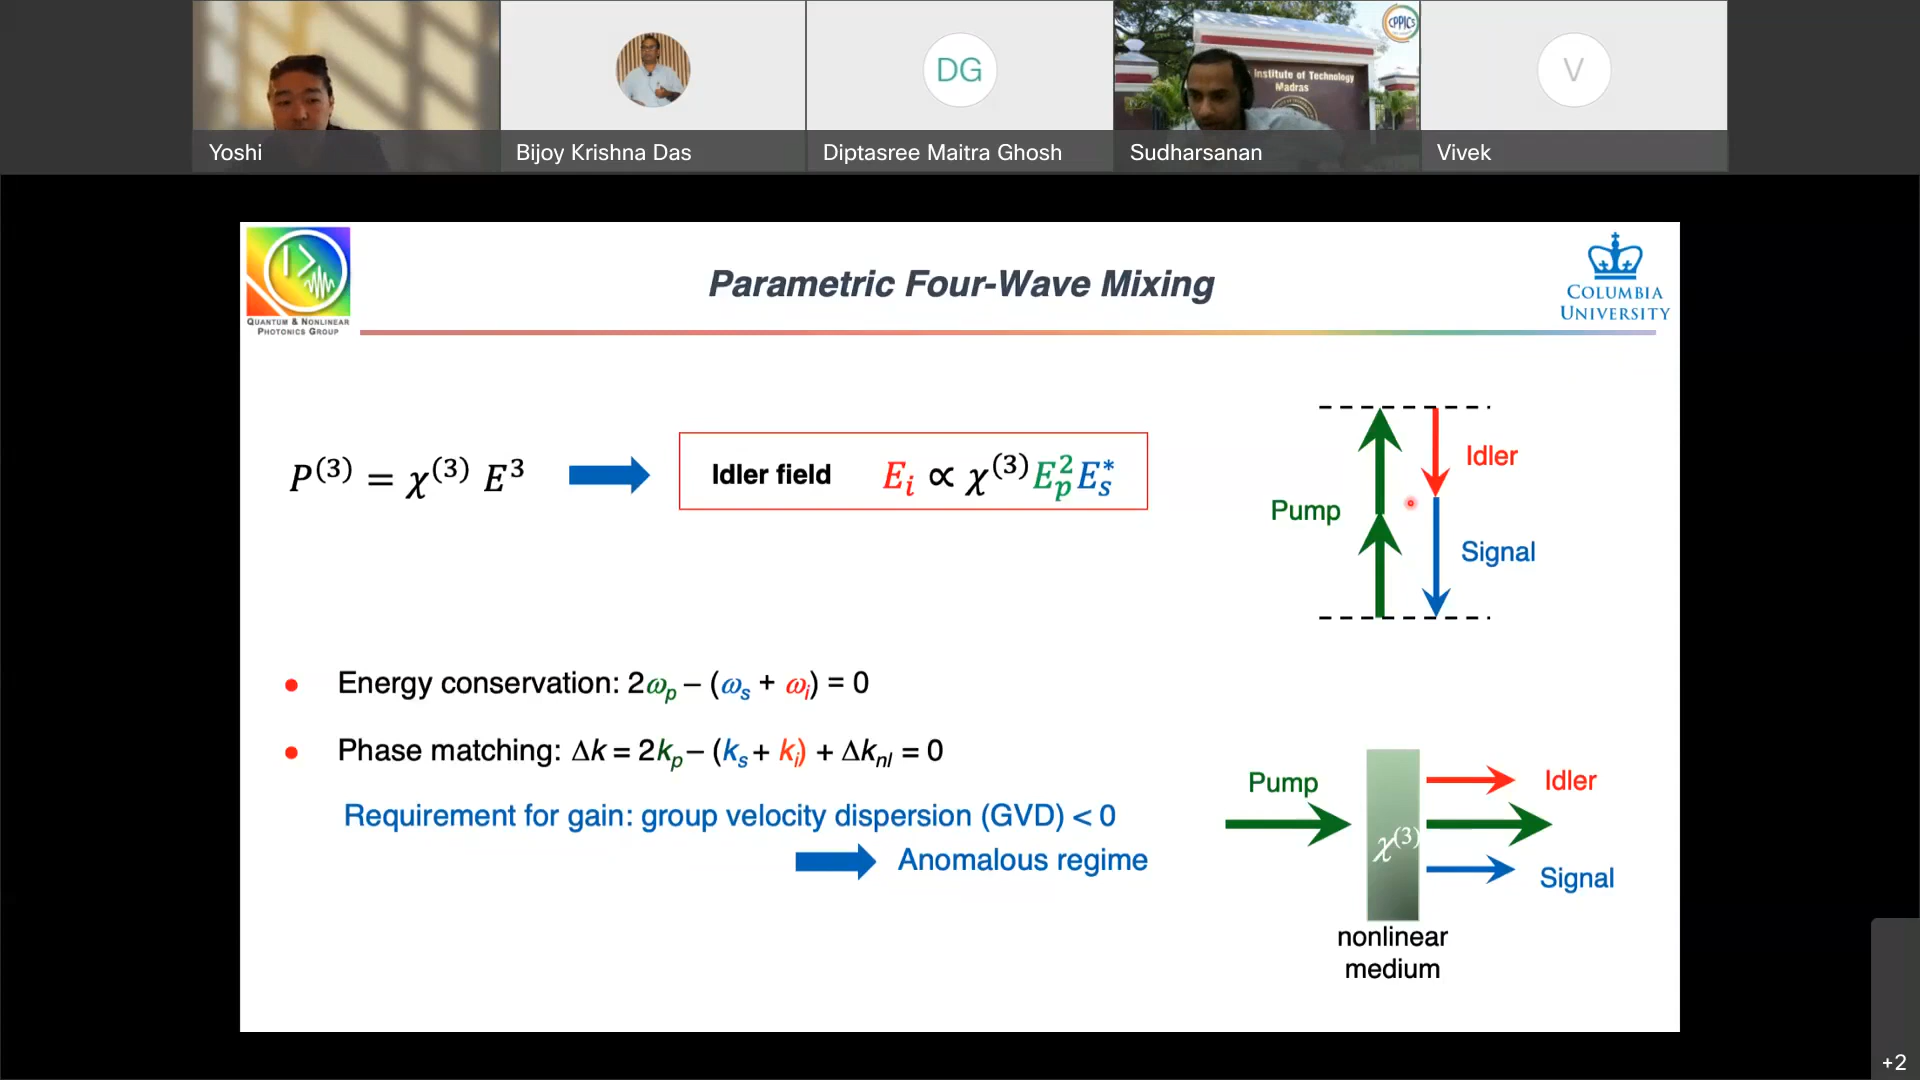 CPPICS
DG
V
Institute of Technology
Madras
Yoshi
Bijoy Krishna Das
Diptasree Maitra Ghosh
Sudharsanan
Vivek
QUANTUM & NONLINEAR
PHOTONICS GROUP
Parametric Four-Wave Mixing
COLUMBIA
UNIVERSITY
P⁽³⁾ = χ⁽³⁾ E³
Idler field Eᵢ ∝ χ⁽³⁾Eₚ²Eₛ*
Idler
Pump
Signal
• Energy conservation: 2ωₚ – (ωₛ + ωᵢ) = 0
• Phase matching: Δk = 2kₚ – (kₛ + kᵢ) + Δkₙₗ = 0
Requirement for gain: group velocity dispersion (GVD) < 0
Anomalous regime
Pump
Idler
χ⁽³⁾
Signal
nonlinear
medium
+2